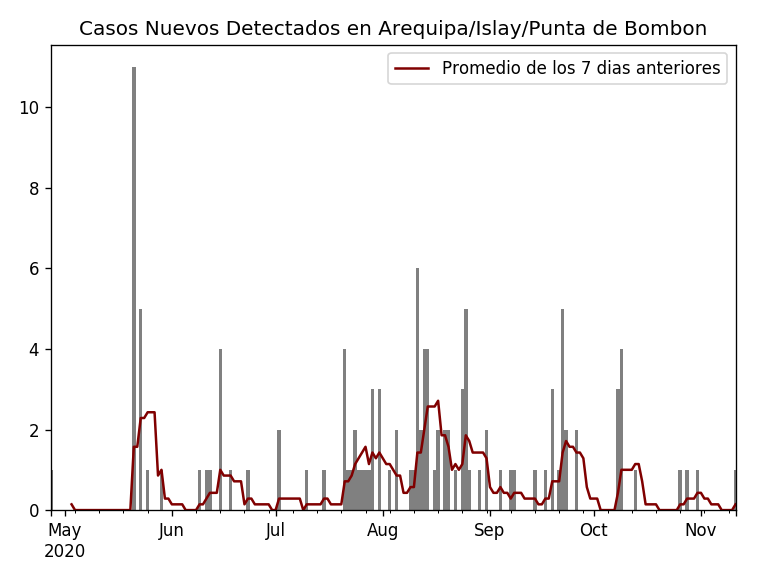 Casos Nuevos Detectados en Arequipa/Islay/Punta de Bombon
Promedio de los 7 dias anteriores
10
8
6
4
2
0
May Jun Jul Aug Sep Oct Nov
2020